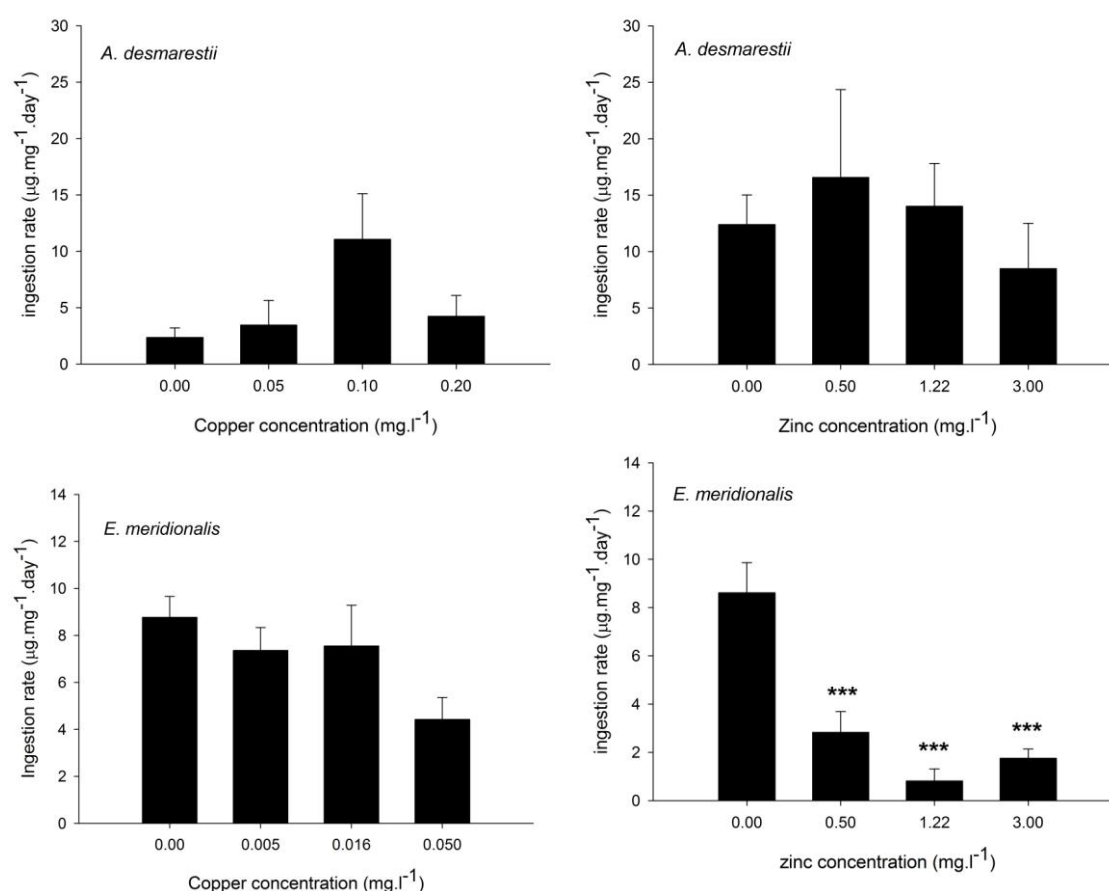 A. desmarestii
ingestion rate (µg.mg⁻¹.day⁻¹)
30
25
20
15
10
5
0
0.00 0.05 0.10 0.20
Copper concentration (mg.l⁻¹)
A. desmarestii
ingestion rate (µg.mg⁻¹.day⁻¹)
30
25
20
15
10
5
0
0.00 0.50 1.22 3.00
Zinc concentration (mg.l⁻¹)
E. meridionalis
Ingestion rate (µg.mg⁻¹.day⁻¹)
14
12
10
8
6
4
2
0
0.00 0.005 0.016 0.050
Copper concentration (mg.l⁻¹)
E. meridionalis
ingestion rate (µg.mg⁻¹.day⁻¹)
14
12
10
8
6
4
2
0
*** *** ***
0.00 0.50 1.22 3.00
zinc concentration (mg.l⁻¹)